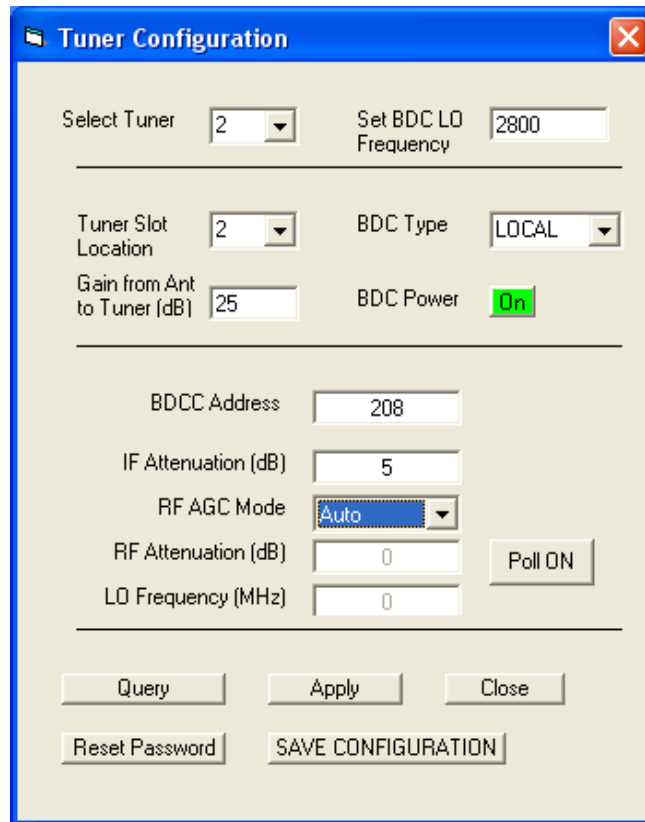 Tuner Configuration
Select Tuner 2 Set BDC LO 2800
Frequency
Tuner Slot 2 BDC Type LOCAL
Location
Gain from Ant
to Tuner (dB) 25 BDC Power On
BDCC Address 208
IF Attenuation (dB) 5
RF AGC Mode Auto
RF Attenuation (dB) 0 Poll ON
LO Frequency (MHz) 0
Query Apply Close
Reset Password SAVE CONFIGURATION